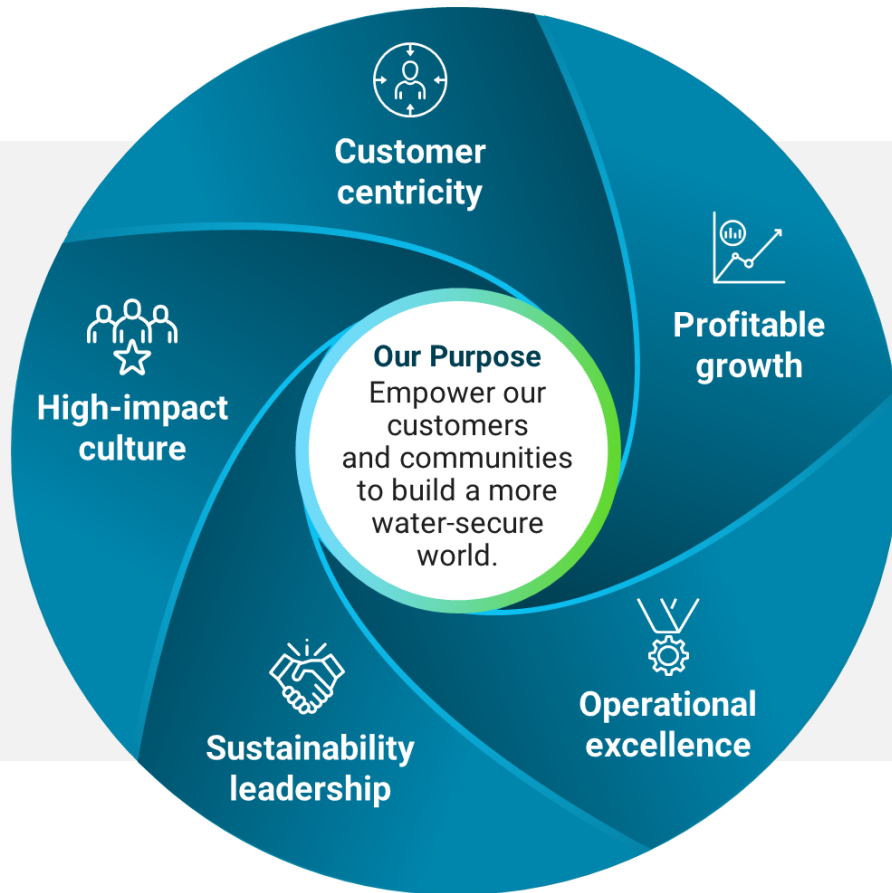 Customer
centricity
Profitable
growth
Operational
excellence
Sustainability
leadership
High-impact
culture
Our Purpose
Empower our
customers
and communities
to build a more
water-secure
world.